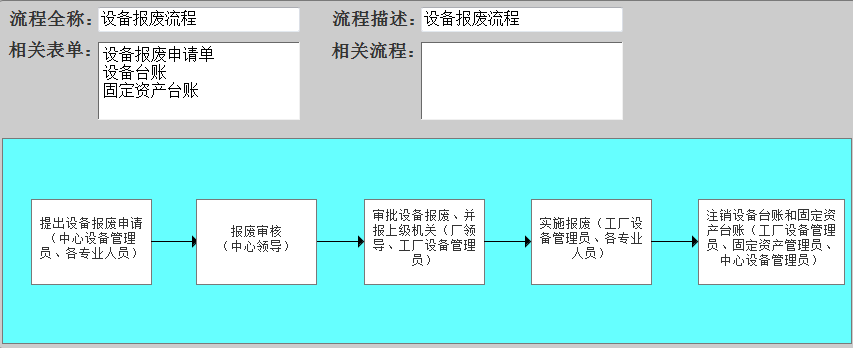 流程全称：设备报废流程 流程描述：设备报废流程
相关表单：设备报废申请单 相关流程：
设备台账
固定资产台账
提出设备报废申请
（中心设备管理
员、各专业人员）
报废审核
（中心领导）
审批设备报废、并
报上级机关（厂领
导、工厂设备管理
员）
实施报废（工厂设
备管理员、各专业
人员）
注销设备台账和固定资
产台账（工厂设备管理
员、固定资产管理员、
中心设备管理员）